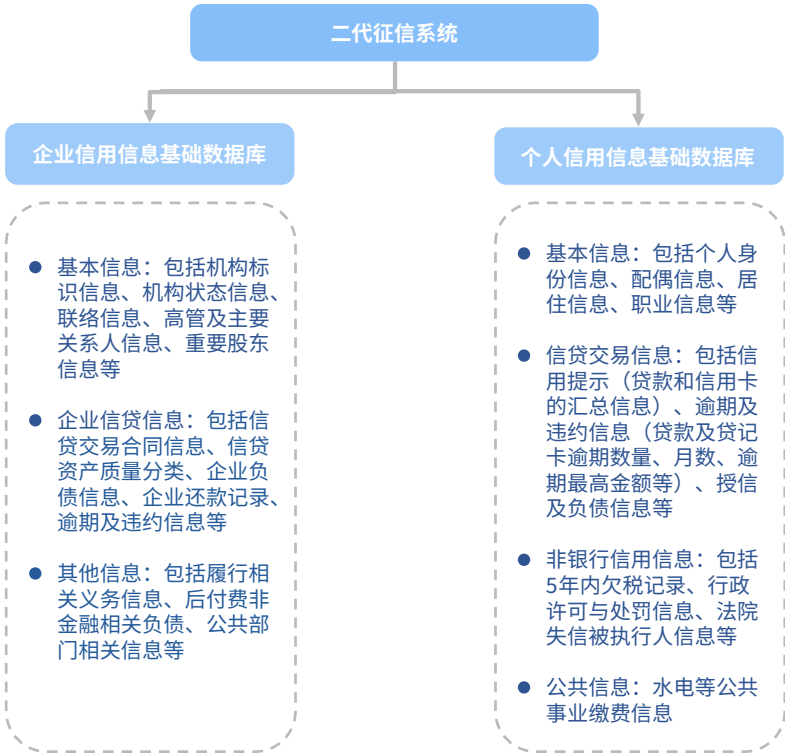 二代征信系统
企业信用信息基础数据库
基本信息：包括机构标
识信息、机构状态信息、
联络信息、高管及主要
关系人信息、重要股东
信息等
企业信贷信息：包括信
贷交易合同信息、信贷
资产质量分类、企业负
债信息、企业还款记录、
逾期及违约信息等
其他信息：包括履行相
关义务信息、后付费非
金融相关负债、公共部
门相关信息等
个人信用信息基础数据库
基本信息：包括个人身
份信息、配偶信息、居
住信息、职业信息等
信贷交易信息：包括信
用提示（贷款和信用卡
的汇总信息）、逾期及
违约信息（贷款及贷记
卡逾期数量、月数、逾
期最高金额等）、授信
及负债信息等
非银行信用信息：包括
5年内欠税记录、行政
许可与处罚信息、法院
失信被执行人信息等
公共信息：水电等公共
事业缴费信息